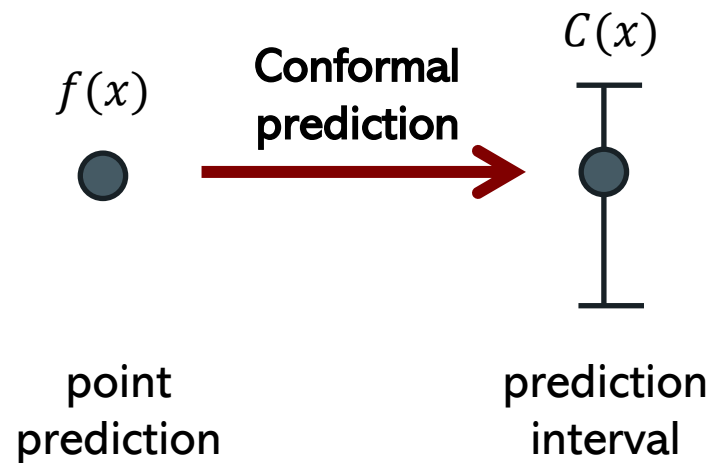 f(x)
Conformal
prediction
C(x)
point
prediction
prediction
interval